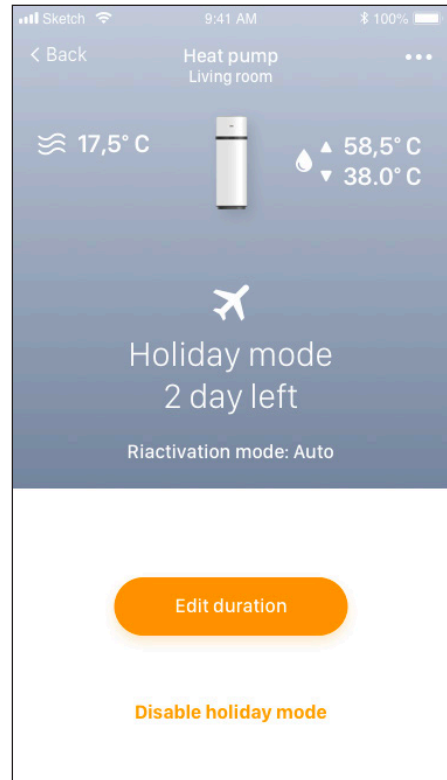 Sketch 9:41 AM 100%
Back
Heat pump
Living room
17,5° C
58,5° C
38.0° C
Holiday mode
2 day left
Riactivation mode: Auto
Edit duration
Disable holiday mode